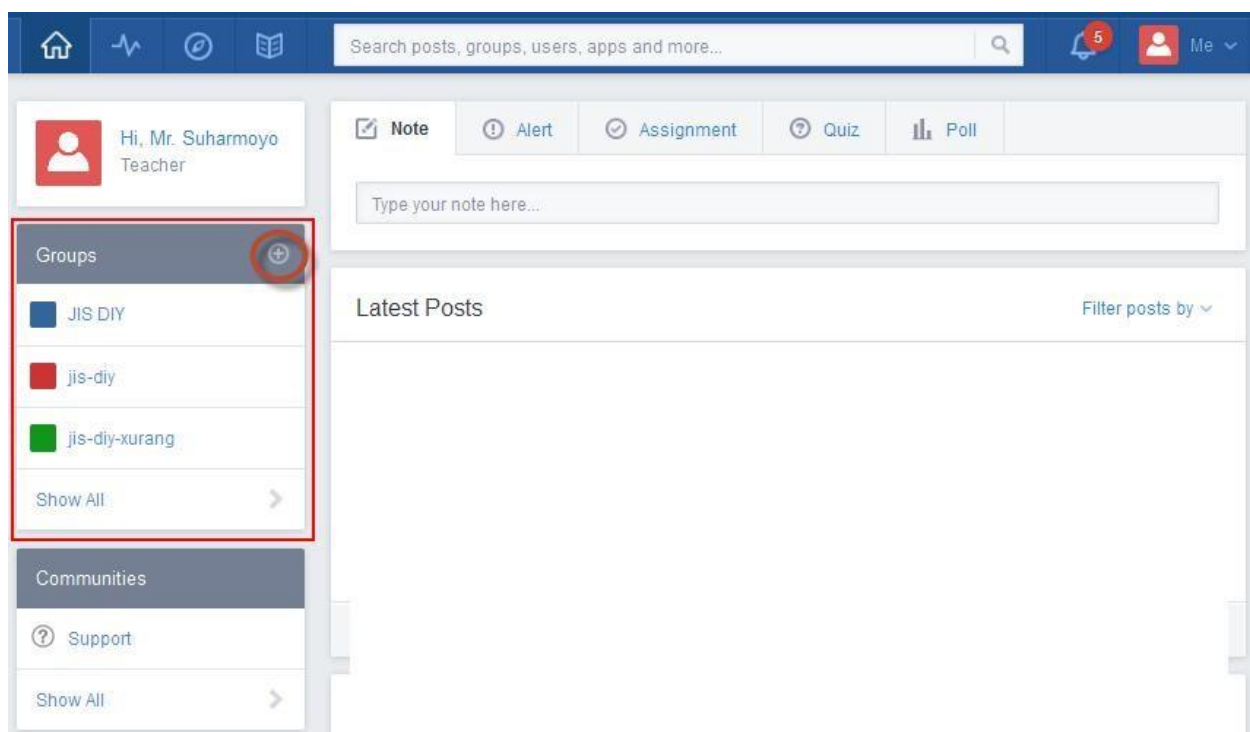 Search posts, groups, users, apps and more...
5
Me
Hi, Mr. Suharmoyo
Teacher
Note
Alert
Assignment
Quiz
Poll
Type your note here...
Groups
JIS DIY
jis-diy
jis-diy-xurang
Show All
Latest Posts
Filter posts by
Communities
Support
Show All